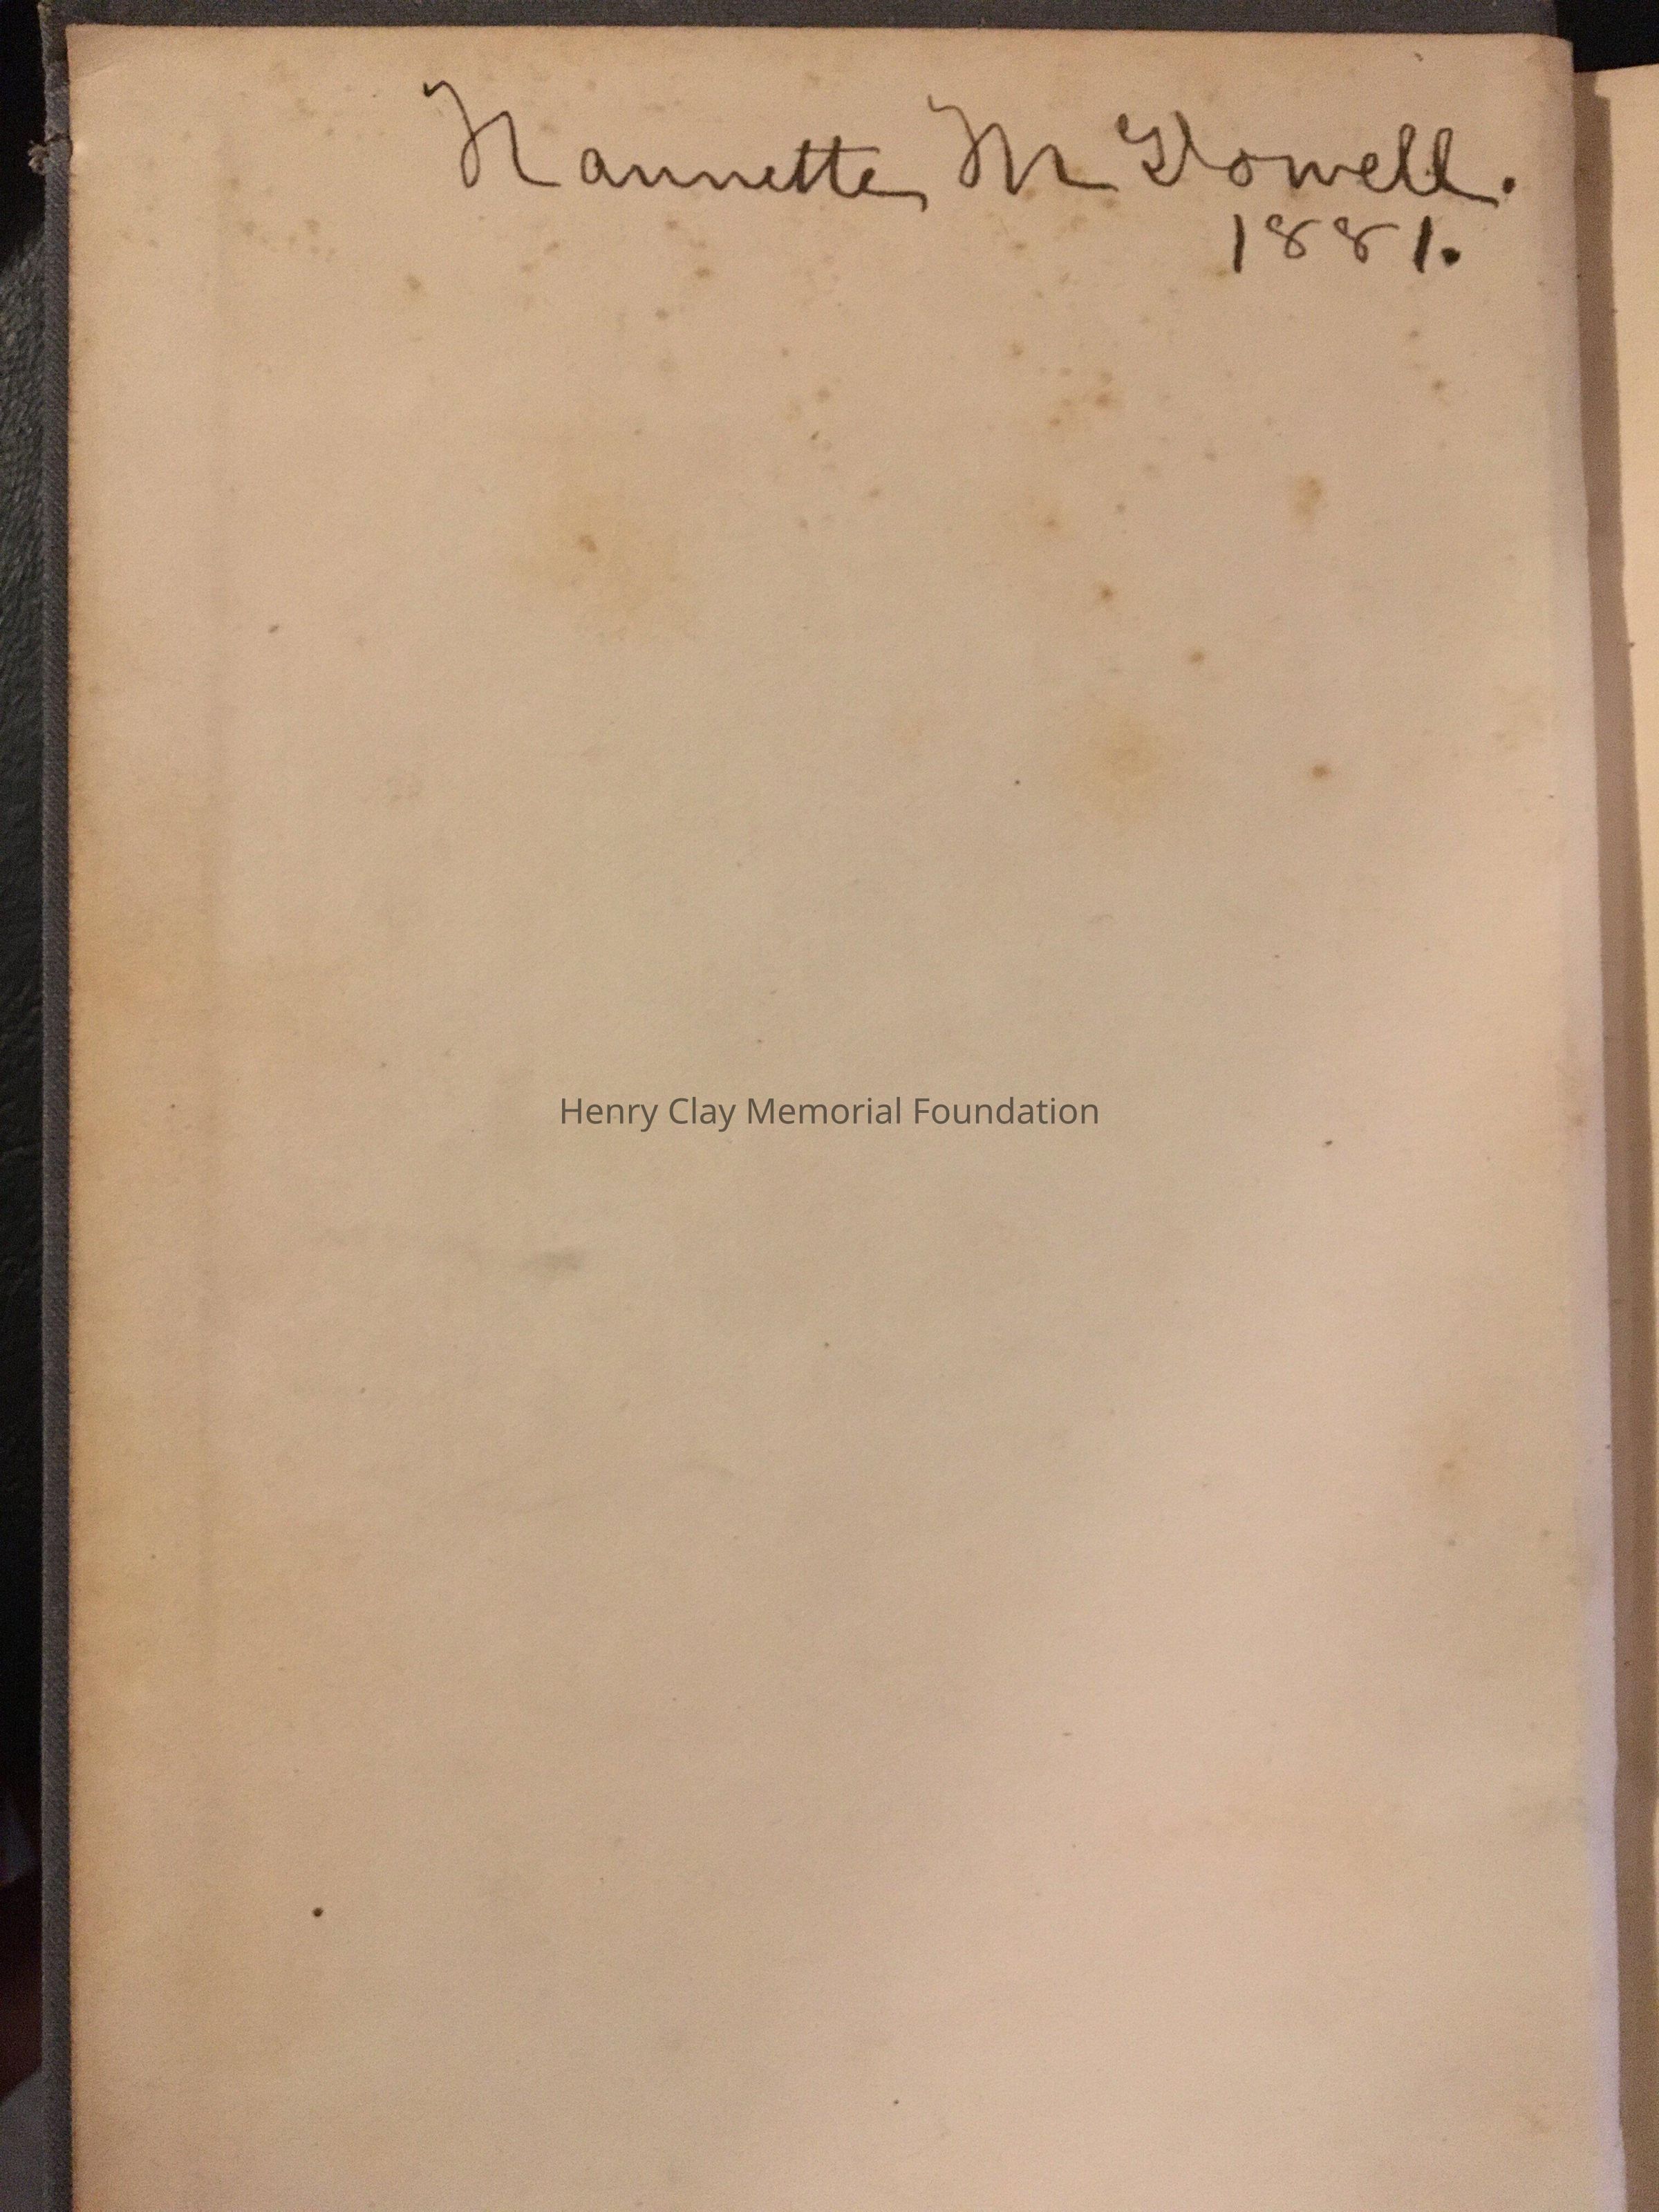 Nannette McDowell.
1881.
Henry Clay Memorial Foundation